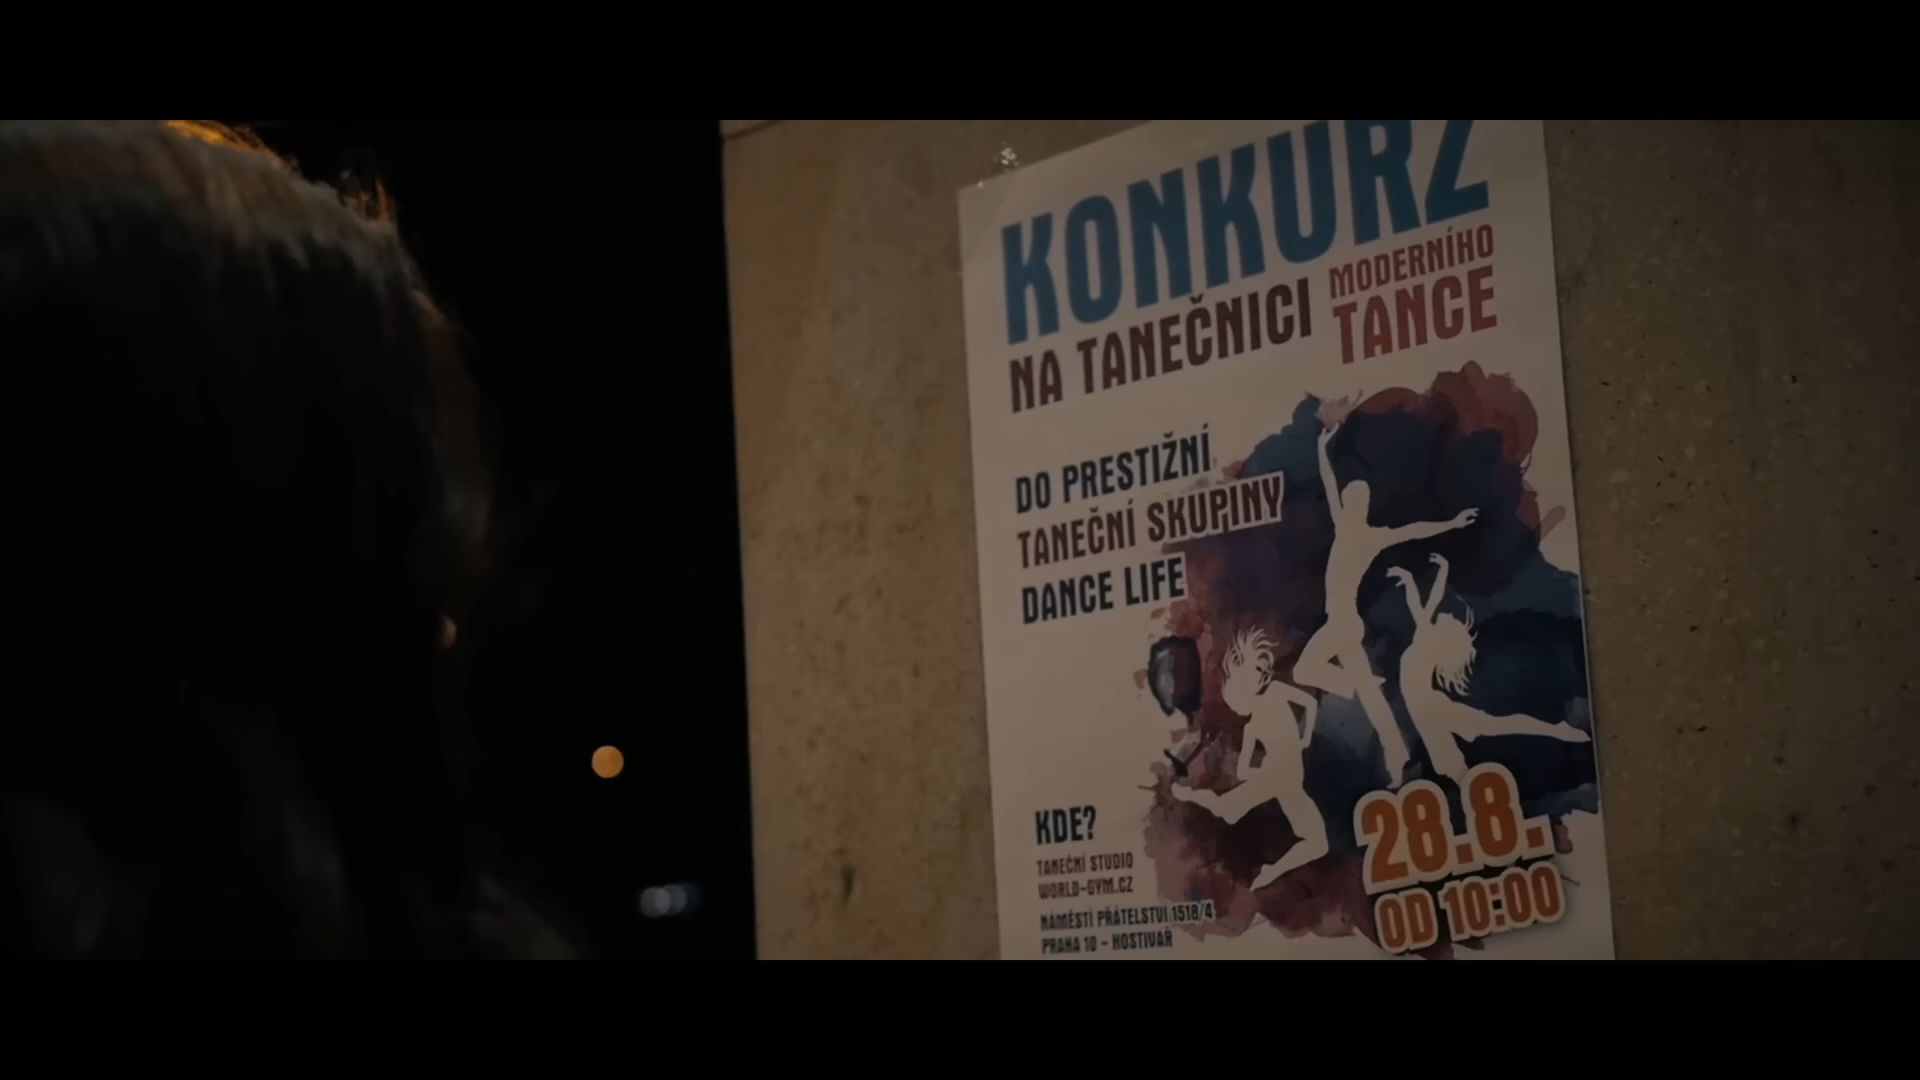 KONKURZ
NA TANEČNICI MODERNÍHO
TANCE
DO PRESTIŽNÍ
TANEČNÍ SKUPINY
DANCE LIFE
KDE?
TANEČNÍ STUDIO
WORLD-GYM.CZ
NÁMĚSTÍ PŘÁTELSTVÍ 1518/4
PRAHA 10 - HOSTIVAŘ
28.8.
OD 10:00